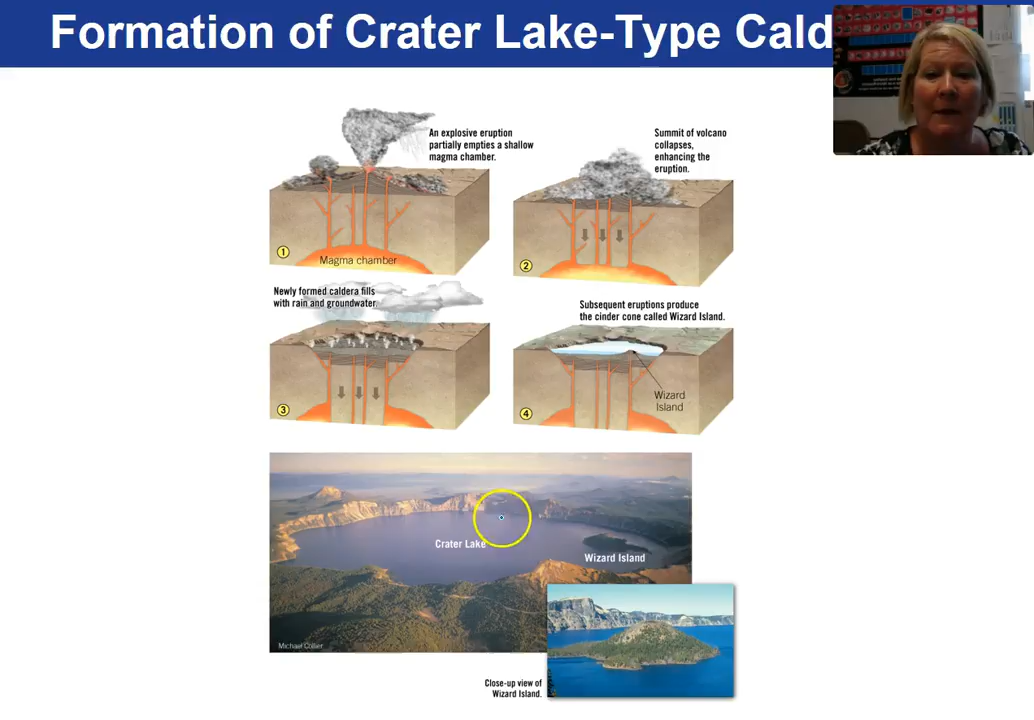 Formation of Crater Lake-Type Cald
An explosive eruption
partially empties a shallow
magma chamber.
Magma chamber
1
Summit of volcano
collapses,
enhancing the
eruption.
2
Newly formed caldera fills
with rain and groundwater.
3
Subsequent eruptions produce
the cinder cone called Wizard Island.
Wizard
Island
4
Crater Lake
Wizard Island
Michael Collier
Close-up view of
Wizard Island.